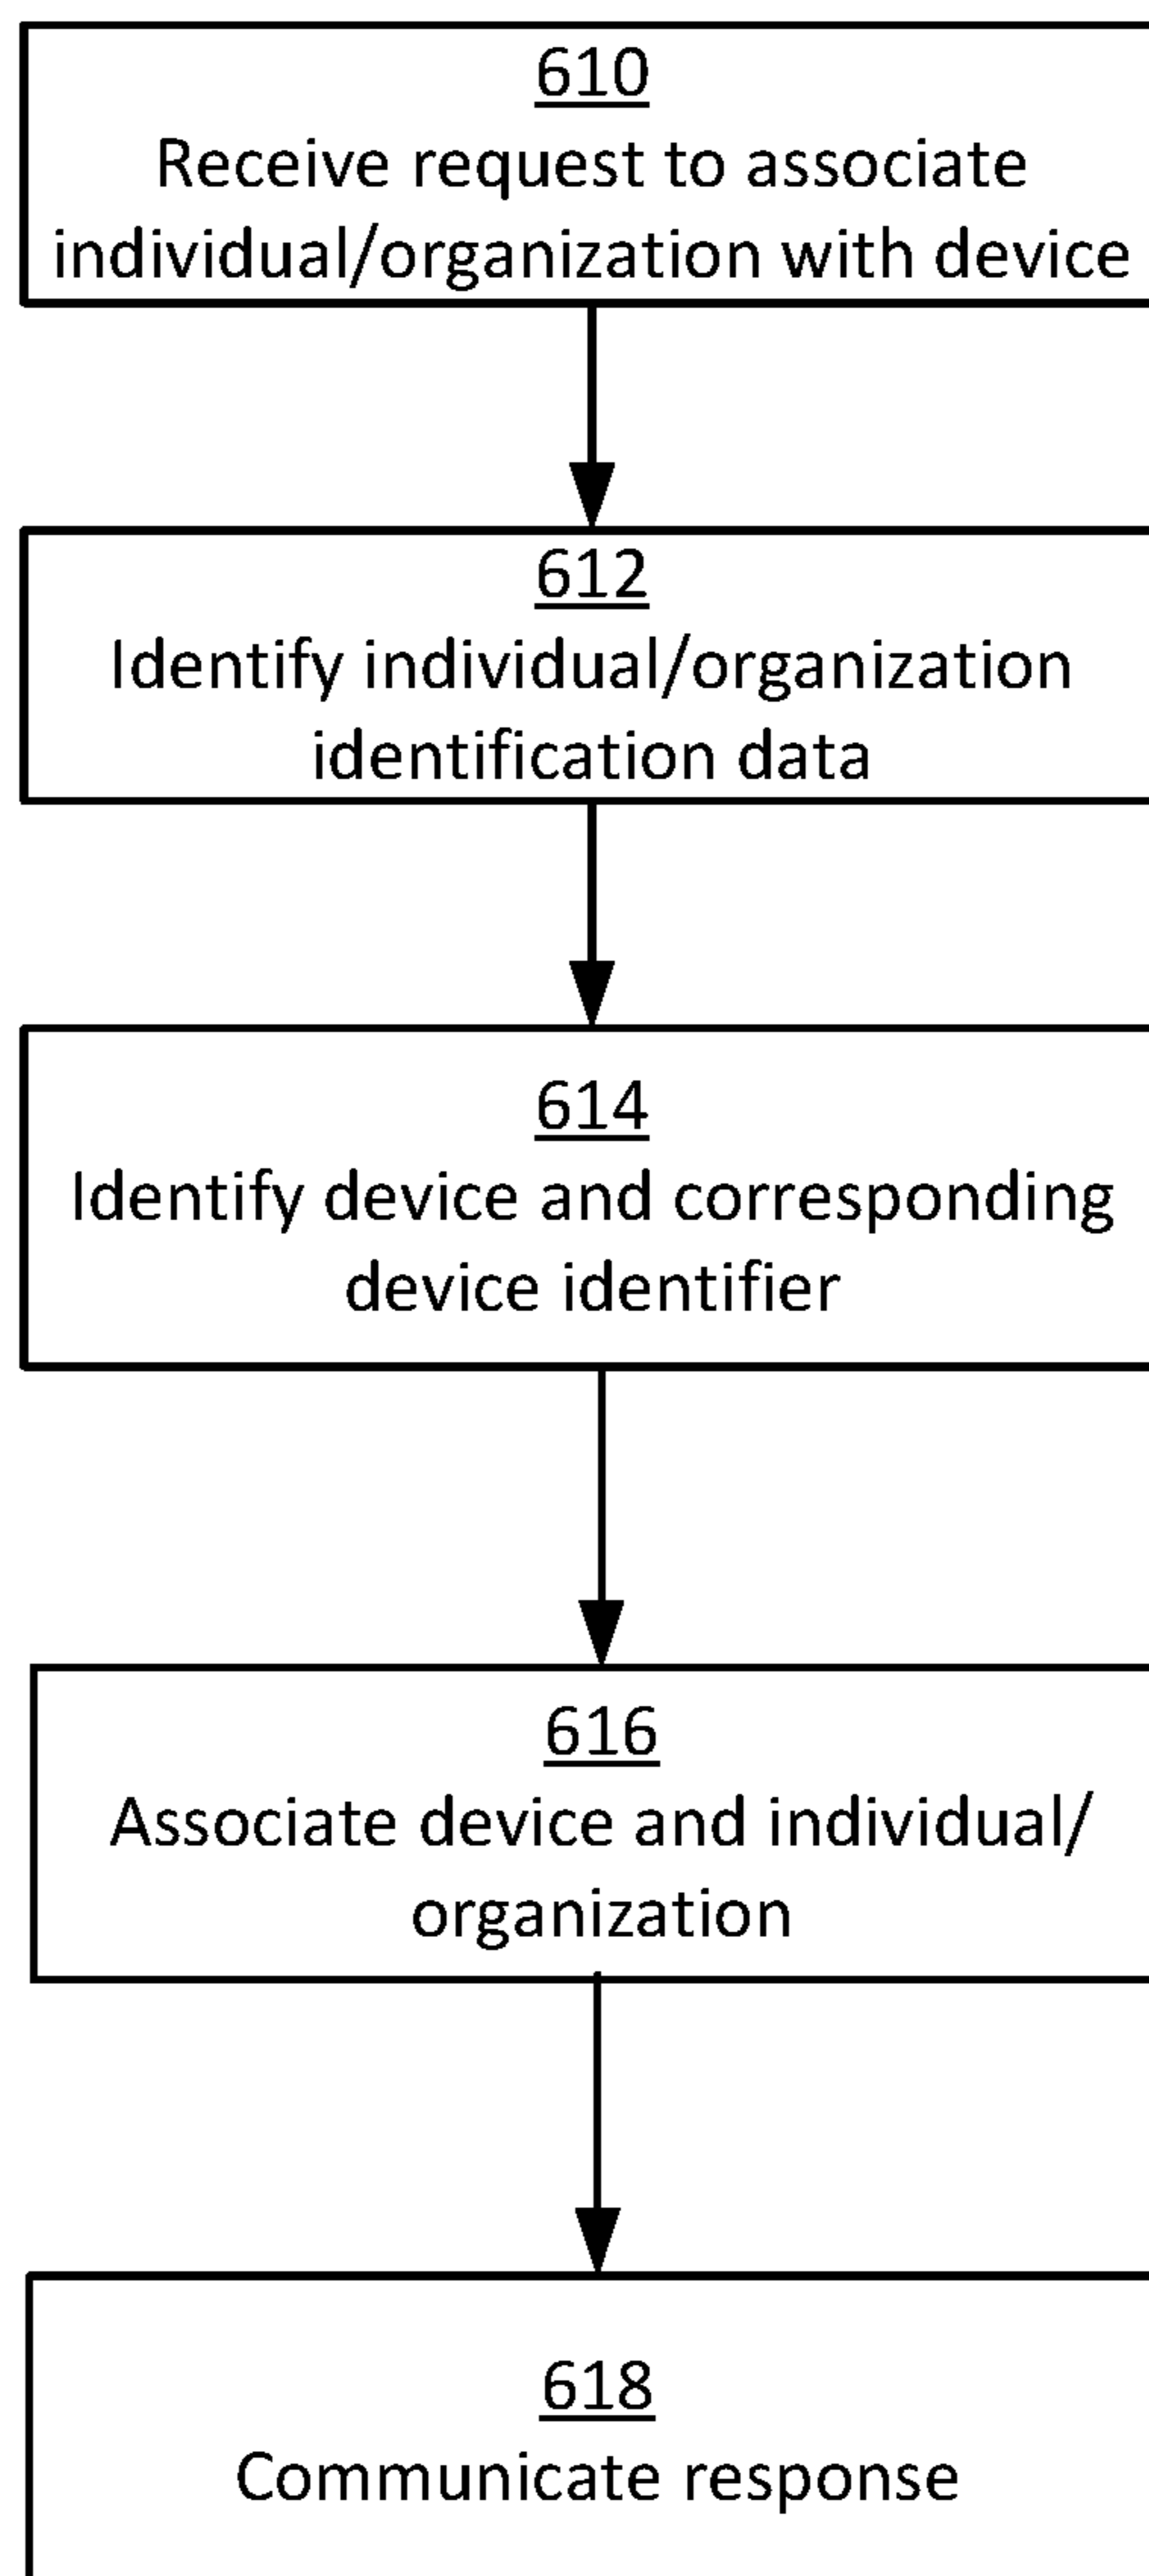 610
Receive request to associate
individual/organization with device
612
Identify individual/organization
identification data
614
Identify device and corresponding
device identifier
616
Associate device and individual/
organization
618
Communicate response